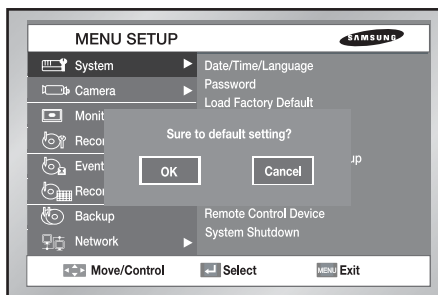 MENU SETUP
SAMSUNG
System
Date/Time/Language
Camera
Password
Load Factory Default
Sure to default setting?
OK
Cancel
Backup
Remote Control Device
Network
System Shutdown
Move/Control
Select
MENU
Exit